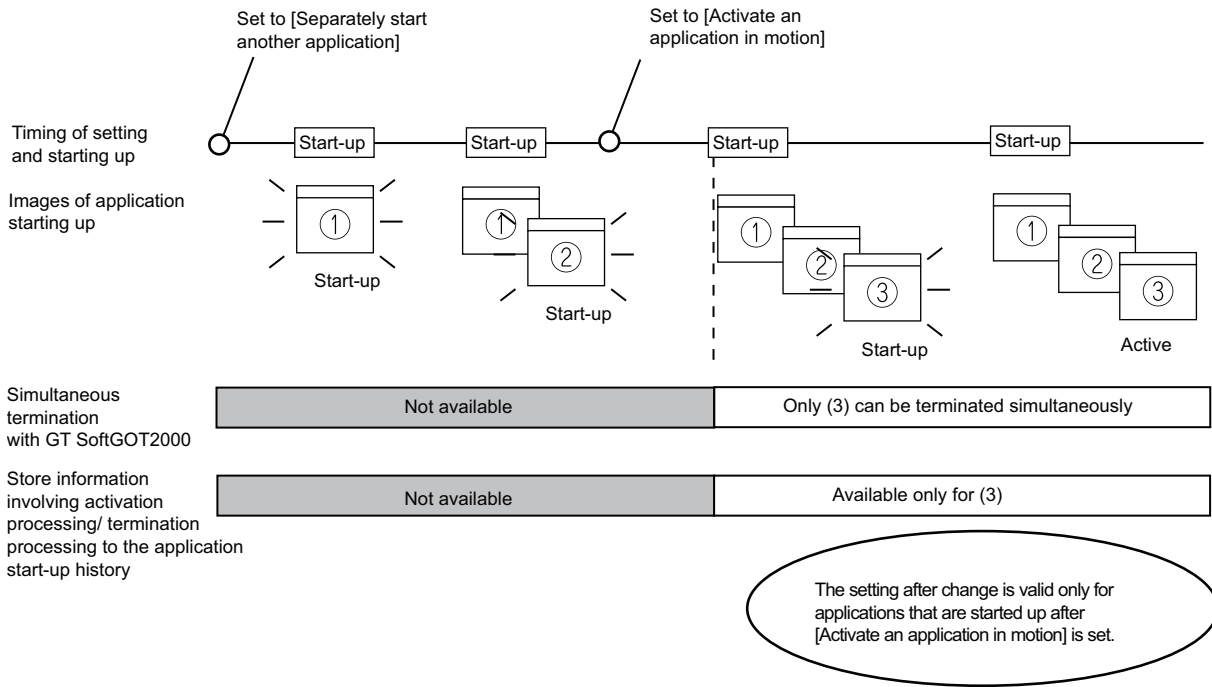 Set to [Separately start
another application]
Set to [Activate an
application in motion]
Timing of setting
and starting up
Start-up
Start-up
Start-up
Start-up
Images of application
starting up
①
Start-up
①
②
Start-up
①
②
③
Start-up
①
②
③
Active
Simultaneous
termination
with GT SoftGOT2000
Not available
Only (3) can be terminated simultaneously
Store information
involving activation
processing/ termination
processing to the application
start-up history
Not available
Available only for (3)
The setting after change is valid only for
applications that are started up after
[Activate an application in motion] is set.